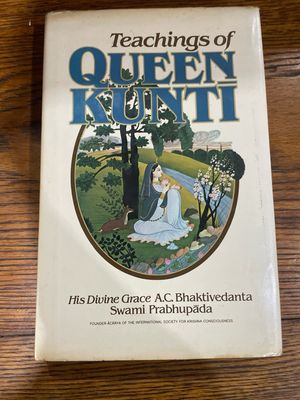 Teachings of
QUEEN
KUNTI
His Divine Grace A.C. Bhaktivedanta
Swami Prabhupāda
FOUNDER-ĀCĀRYA OF THE INTERNATIONAL SOCIETY FOR KRISHNA CONSCIOUSNESS